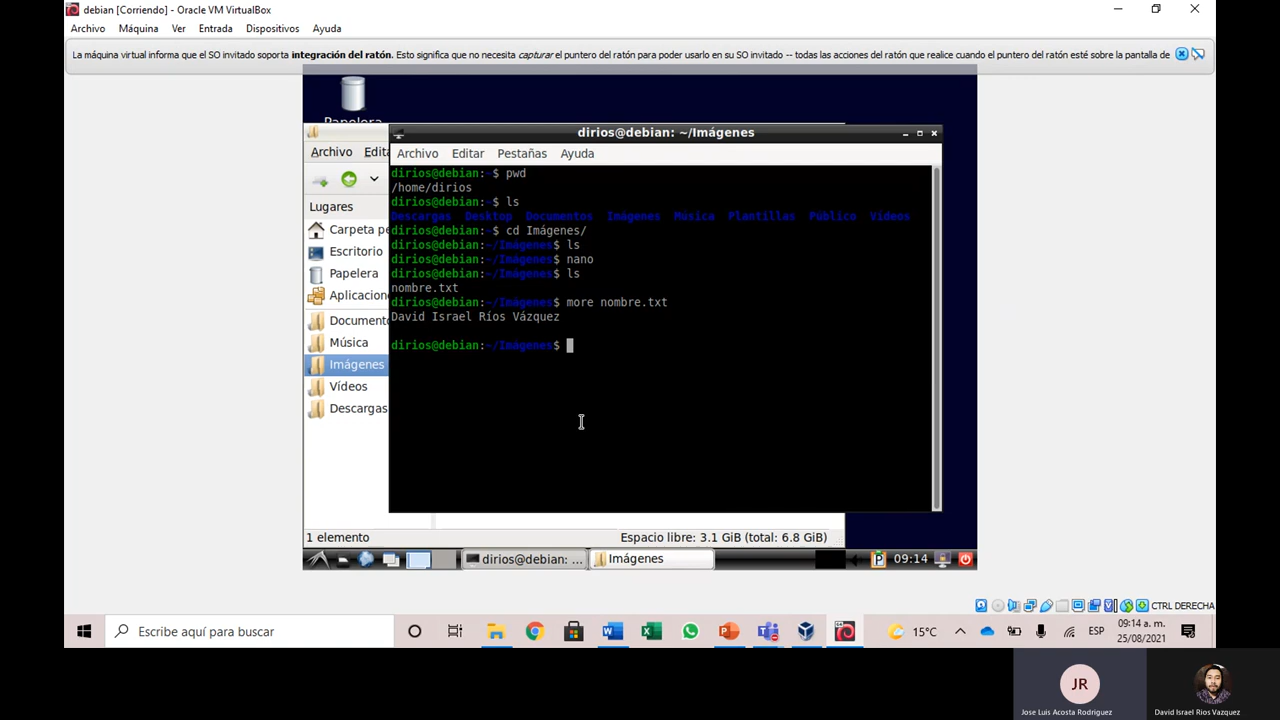 debian [Corriendo] - Oracle VM VirtualBox
Archivo Máquina Ver Entrada Dispositivos Ayuda
La máquina virtual informa que el SO invitado soporta integración del ratón. Esto significa que no necesita capturar el puntero del ratón para poder usarlo en su SO invitado -- todas las acciones del ratón que realice cuando el puntero del ratón esté sobre la pantalla de
Papelera
dirios@debian: ~/Imágenes
Archivo Edita
Archivo Editar Pestañas Ayuda
Lugares
Carpeta pe
Escritorio
Papelera
Aplicacion
Documento
Música
Imágenes
Vídeos
Descargas
dirios@debian:~$ pwd
/home/dirios
dirios@debian:~$ ls
Descargas Desktop Documentos Imágenes Música Plantillas Público Vídeos
dirios@debian:~$ cd Imágenes/
dirios@debian:~/Imágenes$ ls
dirios@debian:~/Imágenes$ nano
dirios@debian:~/Imágenes$ ls
nombre.txt
dirios@debian:~/Imágenes$ more nombre.txt
David Israel Ríos Vázquez
dirios@debian:~/Imágenes$
1 elemento Espacio libre: 3.1 GiB (total: 6.8 GiB)
dirios@debian: ... Imágenes 09:14
CTRL DERECHA
Escribe aquí para buscar 15°C ESP 09:14 a. m.
25/08/2021
JR
Jose Luis Acosta Rodriguez David Israel Rios Vazquez